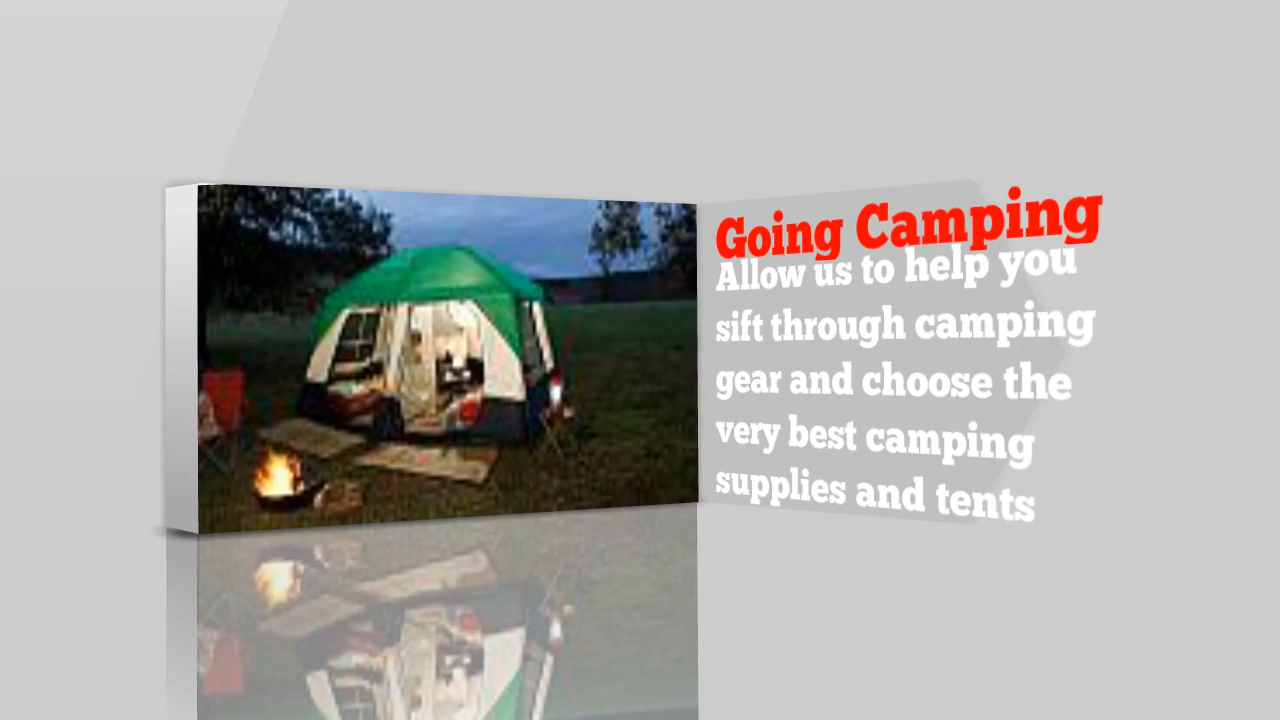 Going Camping
Allow us to help you
sift through camping
gear and choose the
very best camping
supplies and tents